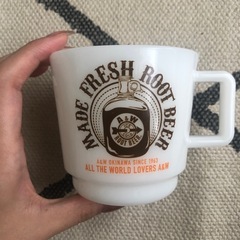 MADE FRESH ROOT BEER
A&W
ROOT BEER
A&W OKINAWA SINCE 1963
ALL THE WORLD LOVERS A&W